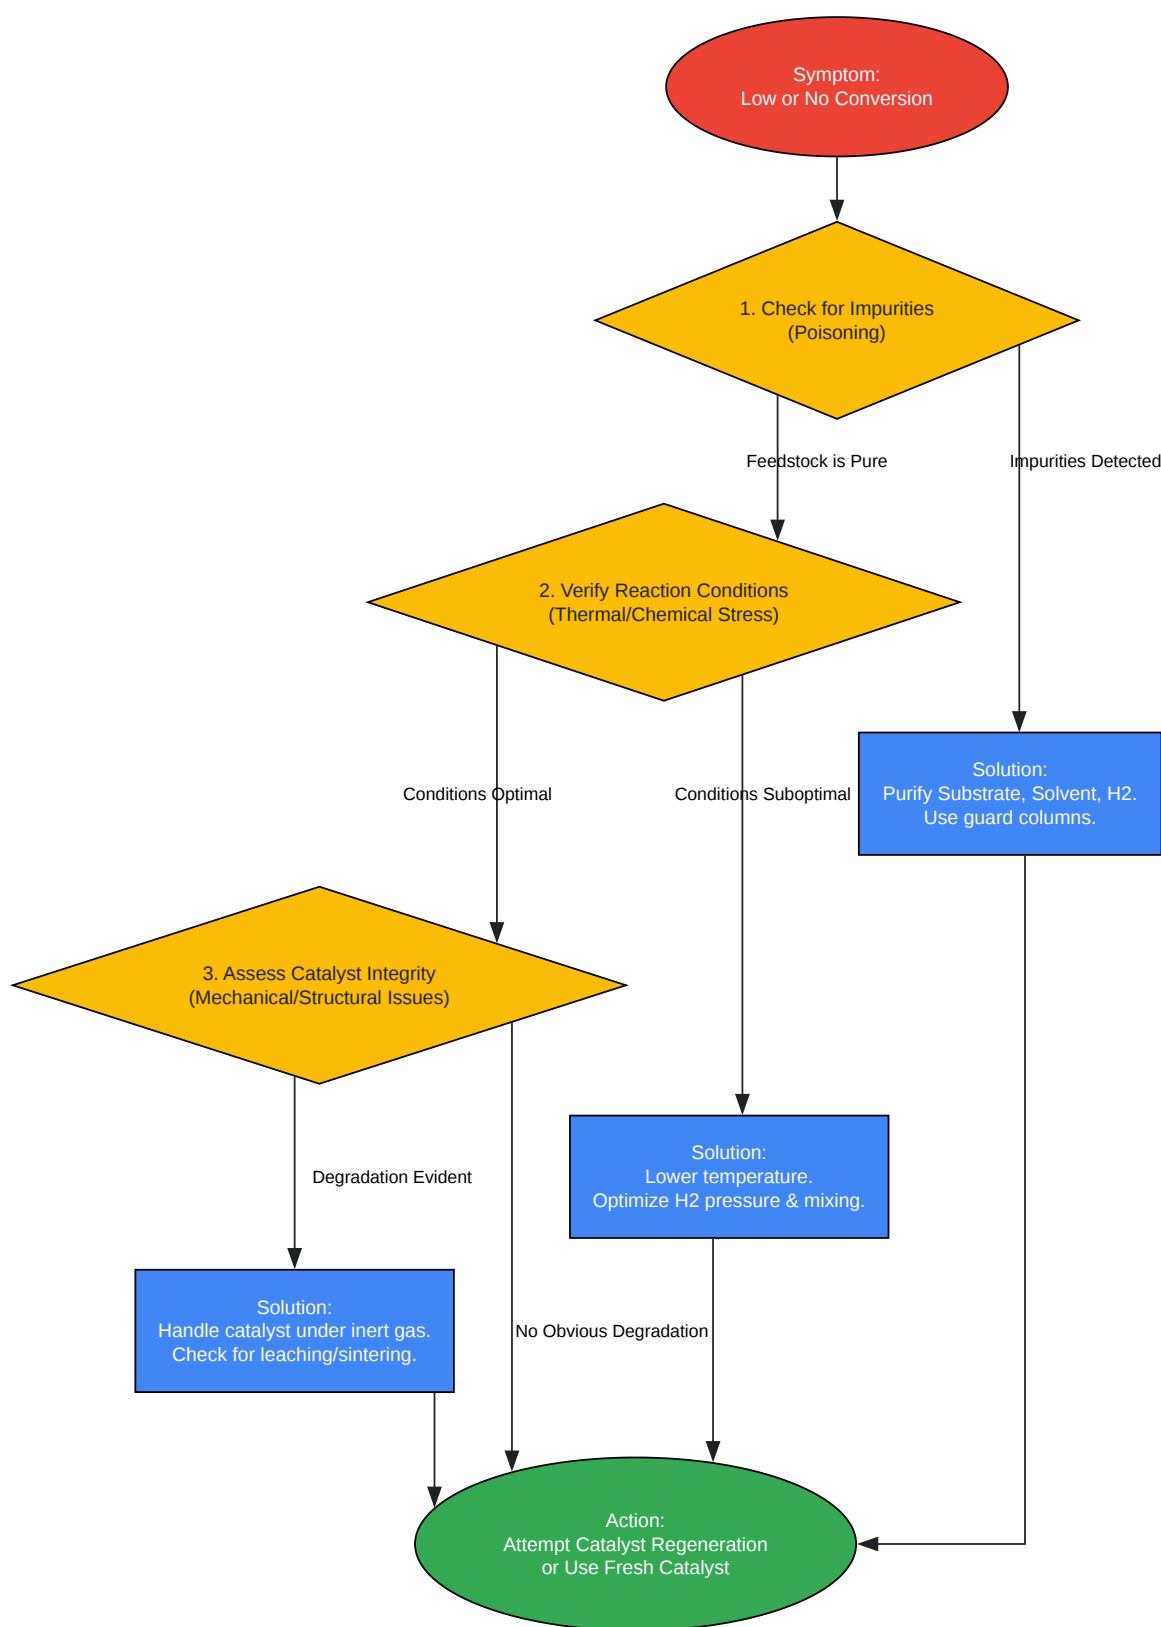 Symptom:
Low or No Conversion
1. Check for Impurities
(Poisoning)
Feedstock is Pure
Impurities Detected
2. Verify Reaction Conditions
(Thermal/Chemical Stress)
Solution:
Purify Substrate, Solvent, H2.
Use guard columns.
Conditions Optimal
Conditions Suboptimal
3. Assess Catalyst Integrity
(Mechanical/Structural Issues)
Solution:
Lower temperature.
Optimize H2 pressure & mixing.
Degradation Evident
Solution:
Handle catalyst under inert gas.
Check for leaching/sintering.
No Obvious Degradation
Action:
Attempt Catalyst Regeneration
or Use Fresh Catalyst